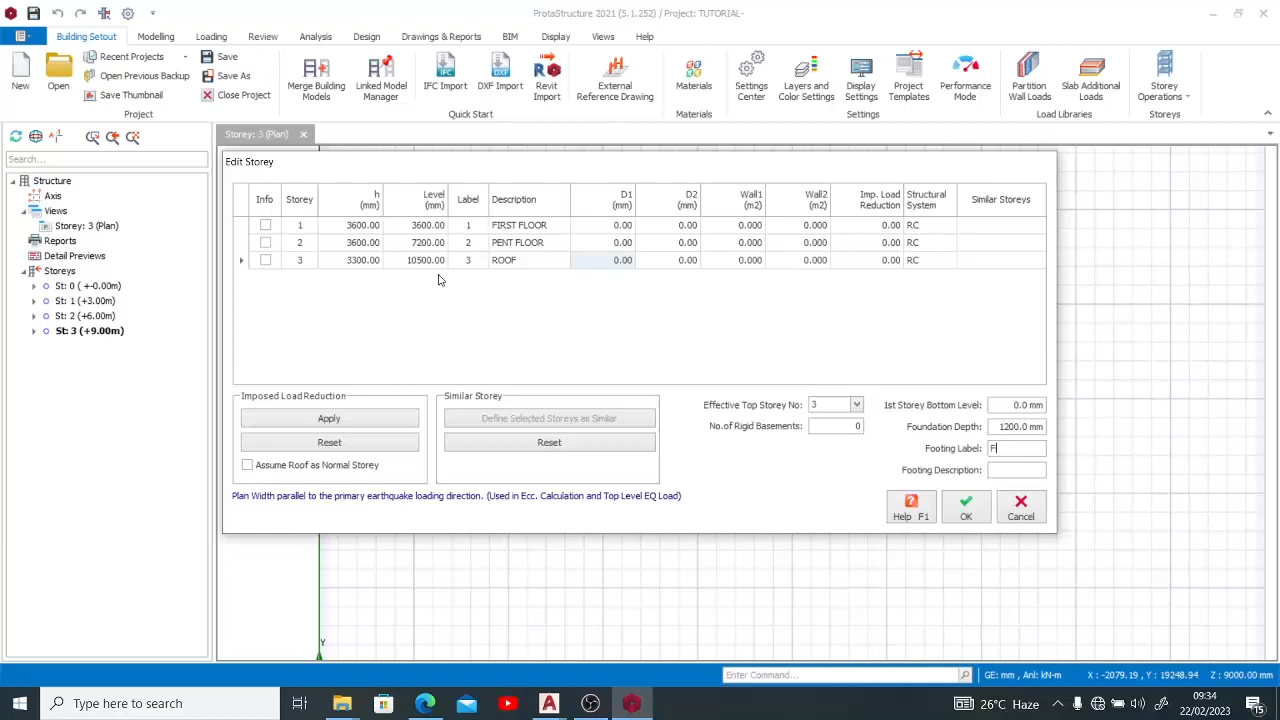 ProtaStructure 2021 (5.1.252) / Project: TUTORIAL-
Building Setout Modelling Loading Review Analysis Design Drawings & Reports BIM Display Views Help
New
Open
Recent Projects
Open Previous Backup
Save Thumbnail
Save
Save As
Close Project
Merge Building Models
Linked Model Manager
IFC Import
DXF Import
Revit Import
External Reference Drawing
Materials
Settings Center
Layers and Color Settings
Display Settings
Project Templates
Performance Mode
Partition Wall Loads
Slab Additional Loads
Storey Operations
Project Quick Start Materials Settings Load Libraries Storeys
Storey: 3 (Plan)
Search...
Structure
Axis
Views
Storey: 3 (Plan)
Reports
Detail Previews
Storeys
St: 0 ( +-0.00m)
St: 1 (+3.00m)
St: 2 (+6.00m)
St: 3 (+9.00m)
Edit Storey
Info Storey h (mm) Level (mm) Label Description D1 (mm) D2 (mm) Wall1 (m2) Wall2 (m2) Imp. Load Reduction Structural System Similar Storeys
1 3600.00 3600.00 1 FIRST FLOOR 0.00 0.00 0.000 0.000 0.00 RC
2 3600.00 7200.00 2 PENT FLOOR 0.00 0.00 0.000 0.000 0.00 RC
3 3300.00 10500.00 3 ROOF 0.00 0.00 0.000 0.000 0.00 RC
Imposed Load Reduction
Apply
Reset
Assume Roof as Normal Storey
Similar Storey
Define Selected Storeys as Similar
Reset
Effective Top Storey No: 3
No.of Rigid Basements: 0
1st Storey Bottom Level: 0.0 mm
Foundation Depth: 1200.0 mm
Footing Label: F
Footing Description:
Plan Width parallel to the primary earthquake loading direction. (Used in Ecc. Calculation and Top Level EQ Load)
Help F1 OK Cancel
Y
Enter Command... GE: mm, Anl: kN-m X : -2079.19, Y : 19248.94 Z : 9000.00 mm
Type here to search
26°C Haze
09:34
22/02/2023